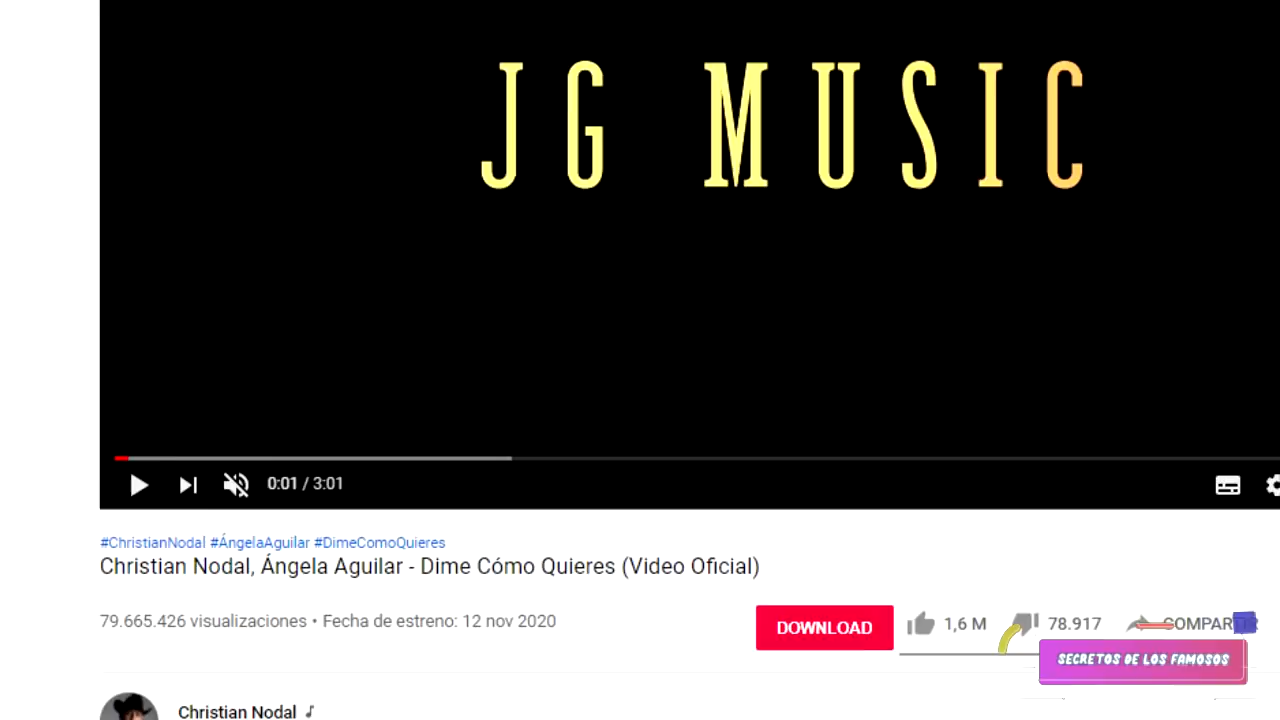 JG MUSIC
0:01 / 3:01
#ChristianNodal #ÁngelaAguilar #DimeComoQuieres
Christian Nodal, Ángela Aguilar - Dime Cómo Quieres (Video Oficial)
79.665.426 visualizaciones • Fecha de estreno: 12 nov 2020
DOWNLOAD
1,6 M
78.917
COMPARTIR
SECRETOS DE LOS FAMOSOS
Christian Nodal